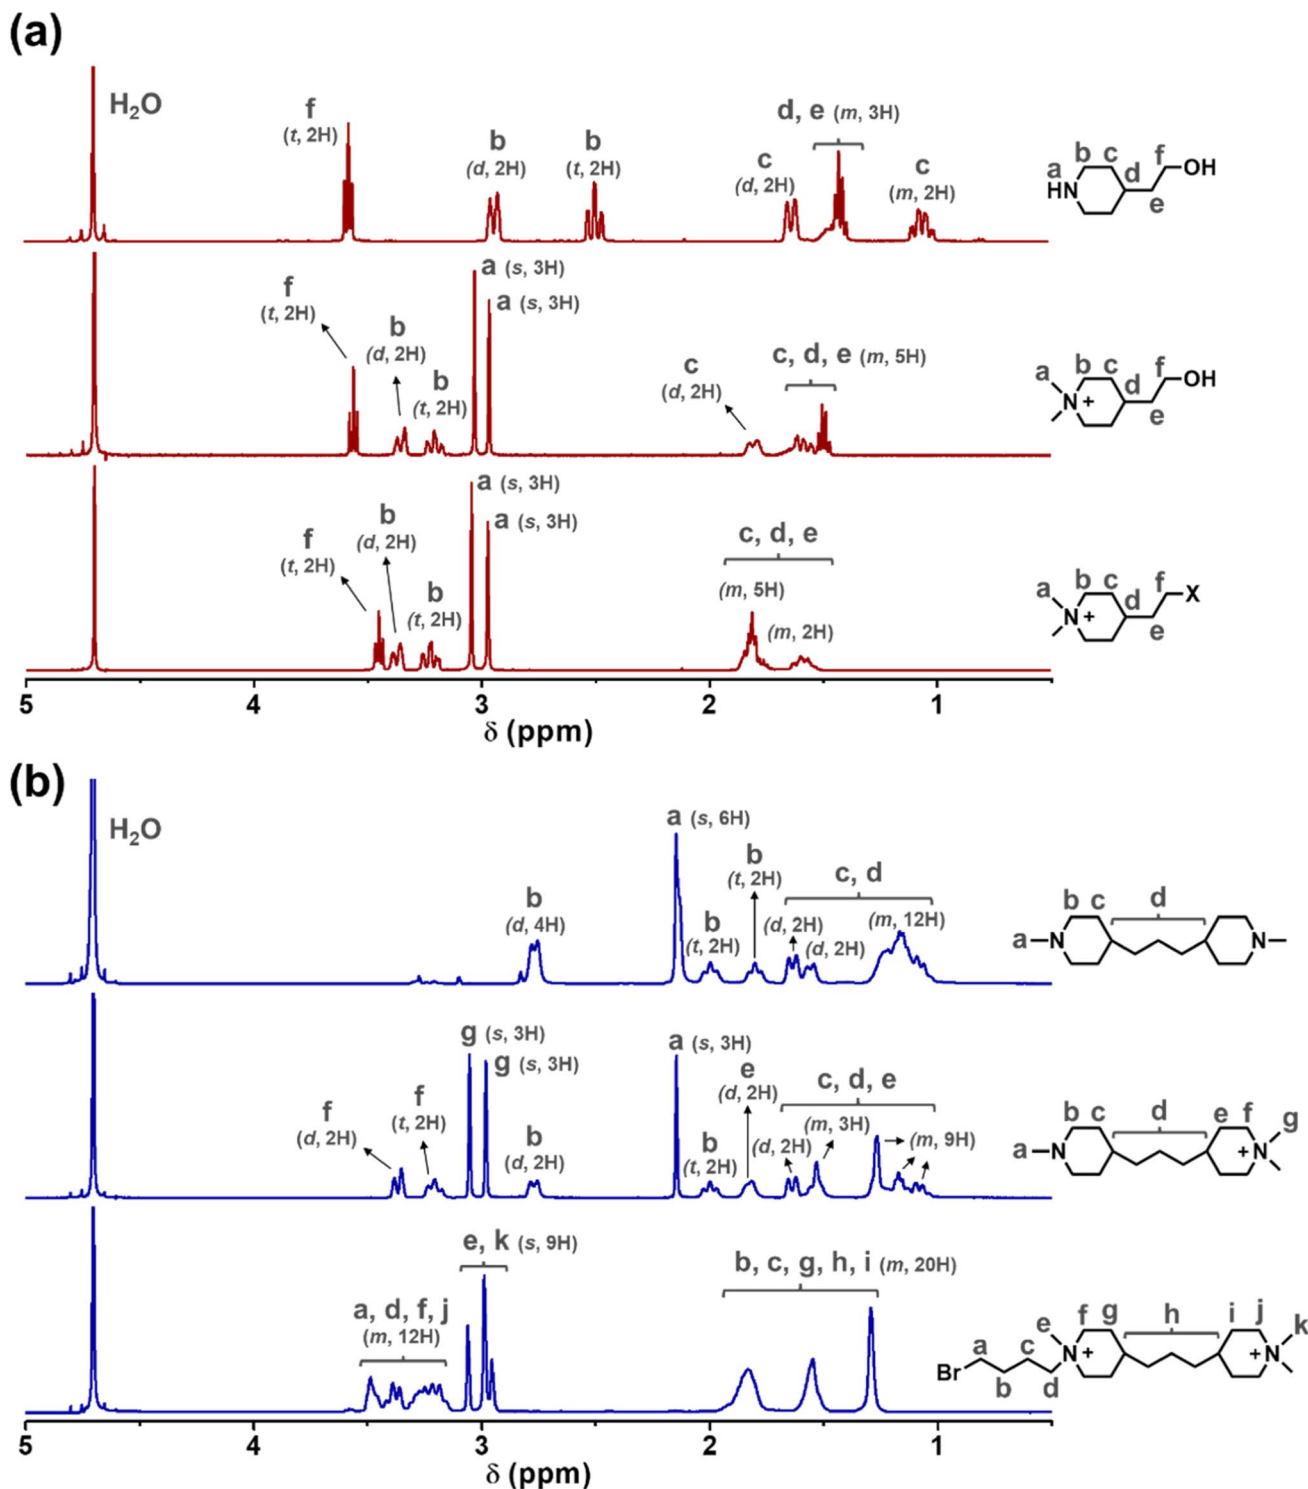 (a)
H₂O
f
(t, 2H)
b
(d, 2H)
b
(t, 2H)
c
(d, 2H)
d, e (m, 3H)
c
(m, 2H)
a b c d e f
HN OH
f
(t, 2H)
b
(d, 2H)
b
(t, 2H)
a (s, 3H)
a (s, 3H)
c
(d, 2H)
c, d, e (m, 5H)
a b c d e f
N + OH
f
(t, 2H)
b
(d, 2H)
b
(t, 2H)
a (s, 3H)
a (s, 3H)
c, d, e
(m, 5H)
(m, 2H)
a b c d e f
N + X
5 4 3 2 1
δ (ppm)
(b)
H₂O
b
(d, 4H)
a (s, 6H)
b
(t, 2H)
b
(t, 2H)
c, d
(d, 2H)
(d, 2H)
(m, 12H)
b c d
a N N
f
(d, 2H)
f
(t, 2H)
g (s, 3H)
g (s, 3H)
b
(d, 2H)
a (s, 3H)
b
(t, 2H)
e
(d, 2H)
c, d, e
(d, 2H)
(m, 3H)
(m, 9H)
b c d e f g
a N N +
a, d, f, j
(m, 12H)
e, k (s, 9H)
b, c, g, h, i (m, 20H)
e f g h i j k
a c N + N +
Br b d
5 4 3 2 1
δ (ppm)